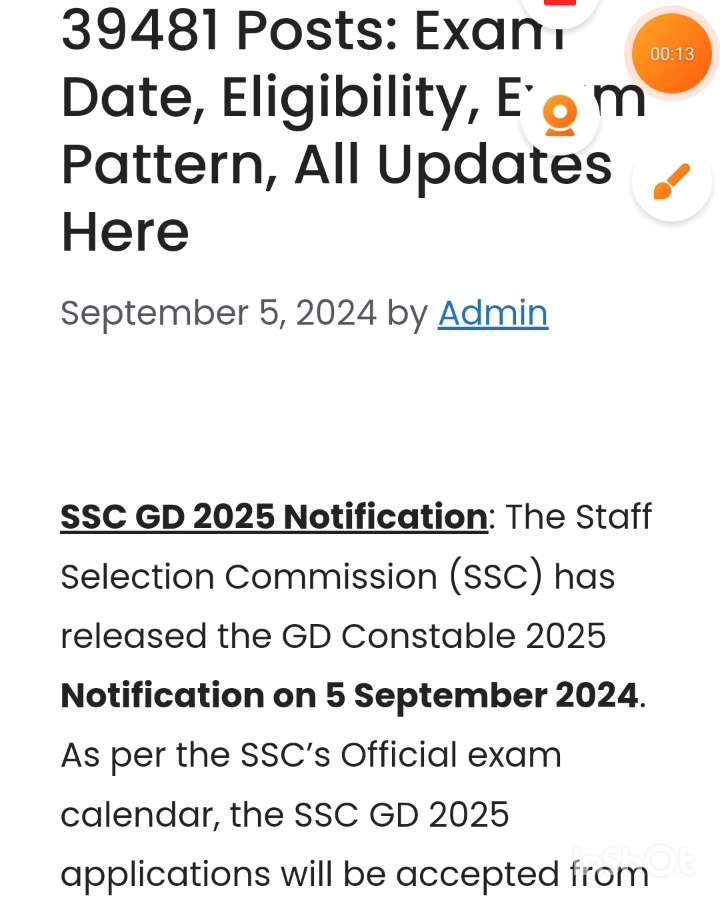 39481 Posts: Exam
00:13
Date, Eligibility, Exam
Pattern, All Updates
Here
September 5, 2024 by Admin
SSC GD 2025 Notification: The Staff
Selection Commission (SSC) has
released the GD Constable 2025
Notification on 5 September 2024.
As per the SSC’s Official exam
calendar, the SSC GD 2025
applications will be accepted from
InShOt